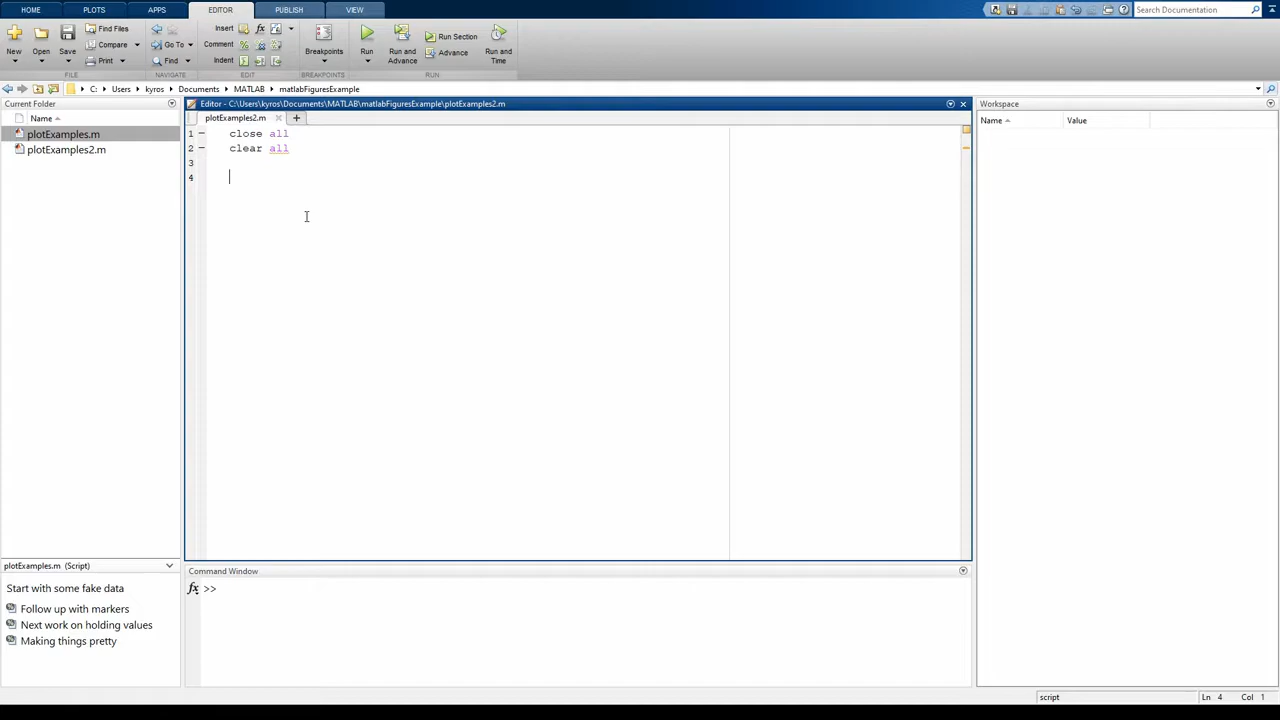 HOME PLOTS APPS EDITOR PUBLISH VIEW
Search Documentation
New Open Save
Find Files
Compare
Print
Go To
Find
Insert fx
Comment
Indent
Breakpoints
Run
Run and Advance
Run Section
Advance
Run and Time
FILE NAVIGATE EDIT BREAKPOINTS RUN
C: Users kyros Documents MATLAB matlabFiguresExample
Current Folder
Name
plotExamples.m
plotExamples2.m
Editor - C:\Users\kyros\Documents\MATLAB\matlabFiguresExample\plotExamples2.m
plotExamples2.m
1 – close all
2 – clear all
3
4
Workspace
Name Value
plotExamples.m (Script)
Start with some fake data
Follow up with markers
Next work on holding values
Making things pretty
Command Window
fx >>
script Ln 4 Col 1